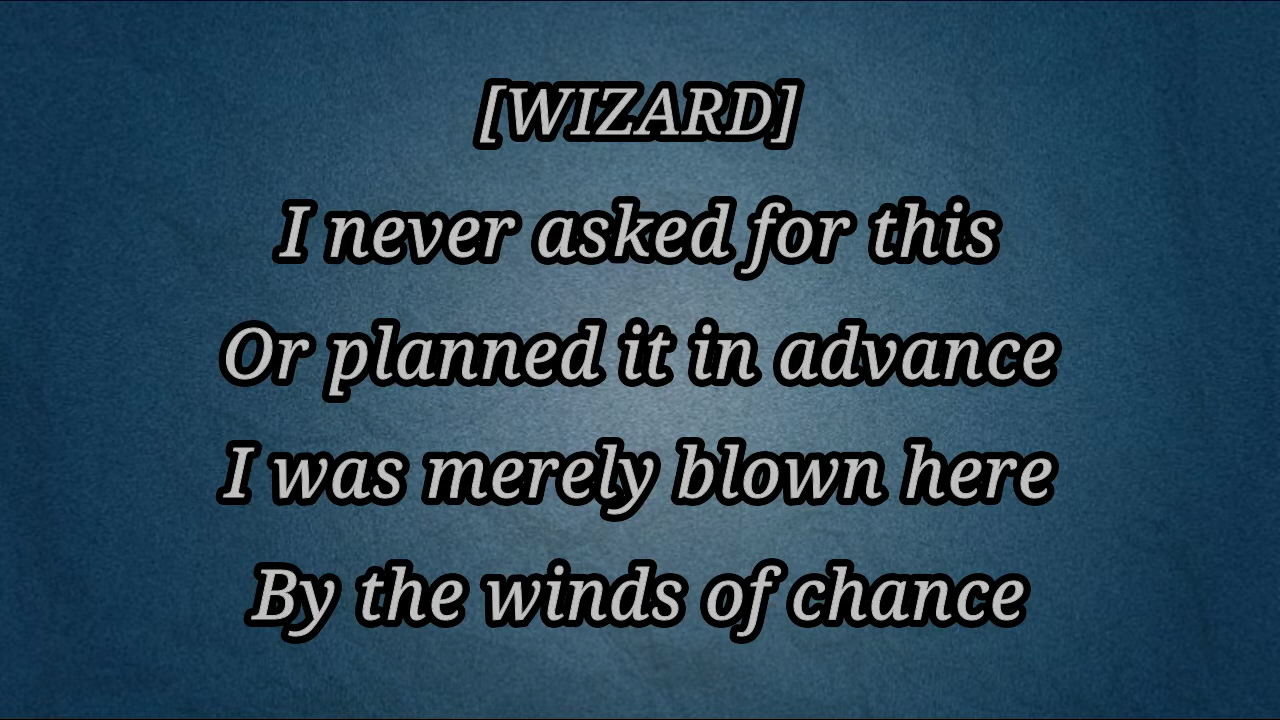 [WIZARD]
I never asked for this
Or planned it in advance
I was merely blown here
By the winds of chance